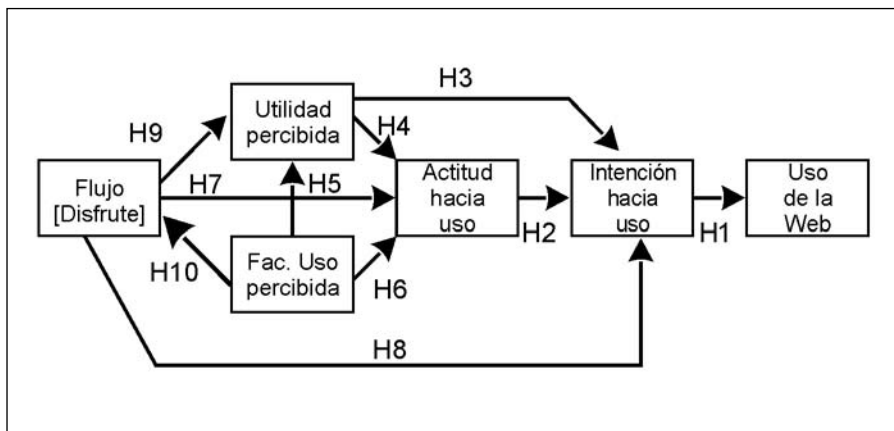 H3
Utilidad
percibida
H9
H4
Flujo
[Disfrute]
H7
H5
Actitud
hacia
uso
Intención
hacia
uso
Uso
de la
Web
H2
H1
H10
Fac. Uso
percibida
H6
H8